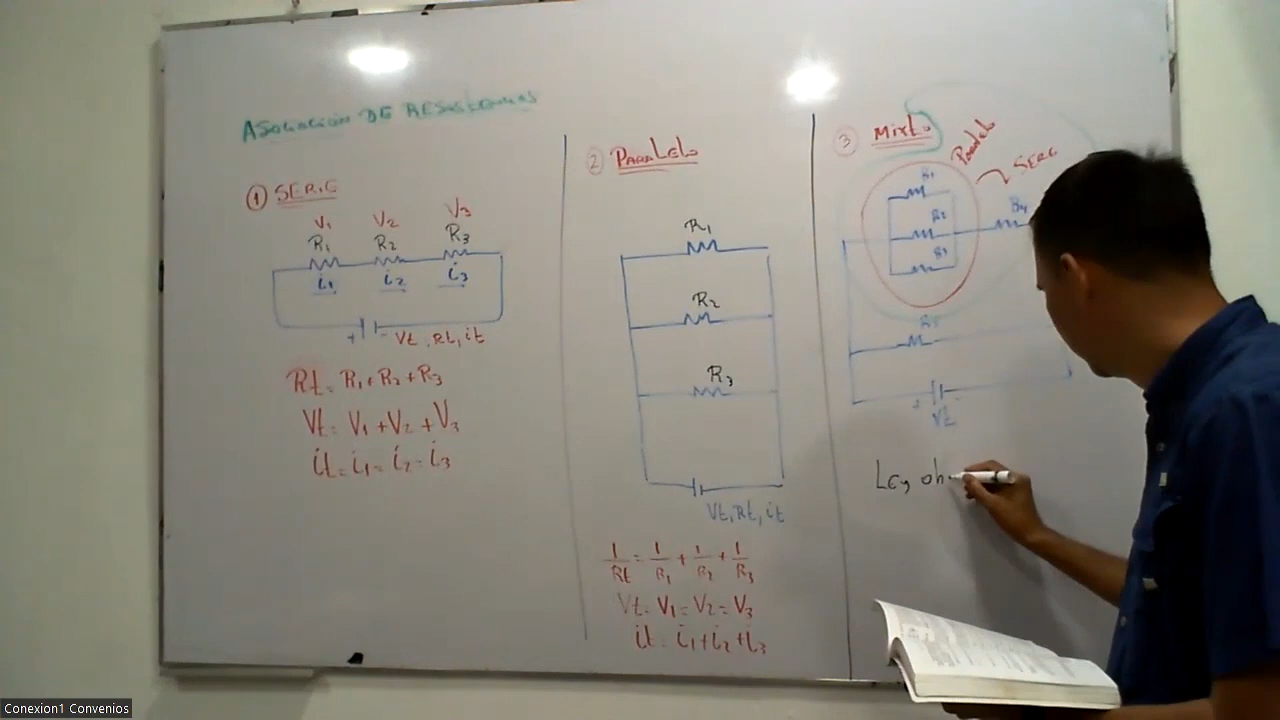 ASOCIACIÓN DE RESISTENCIAS
① SERIE
V1 V2 V3
R1 R2 R3
i1 i2 i3
+ - Vt, Rt, it
Rt = R1 + R2 + R3
Vt = V1 + V2 + V3
it = i1 = i2 = i3
② PARALELO
R1
R2
R3
Vt, Rt, it
1/Rt = 1/R1 + 1/R2 + 1/R3
Vt = V1 = V2 = V3
it = i1 + i2 + i3
③ MIXTO
Paralelo
SERIE
R1
R2
R3
R4
R5
+ -
Vt
Ley oh
Conexion1 Convenios